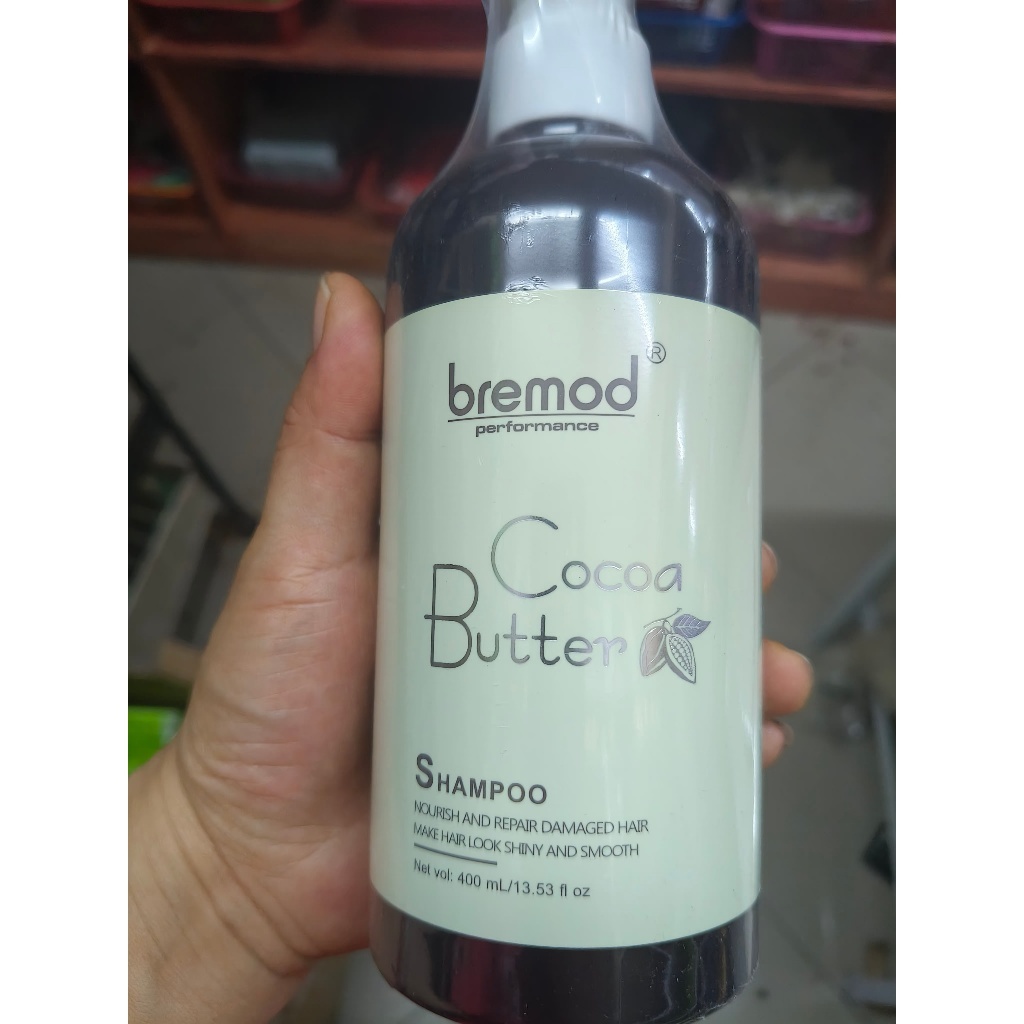 bremod®
performance
Cocoa
Butter
SHAMPOO
NOURISH AND REPAIR DAMAGED HAIR
MAKE HAIR LOOK SHINY AND SMOOTH
Net vol: 400 mL/13.53 fl oz